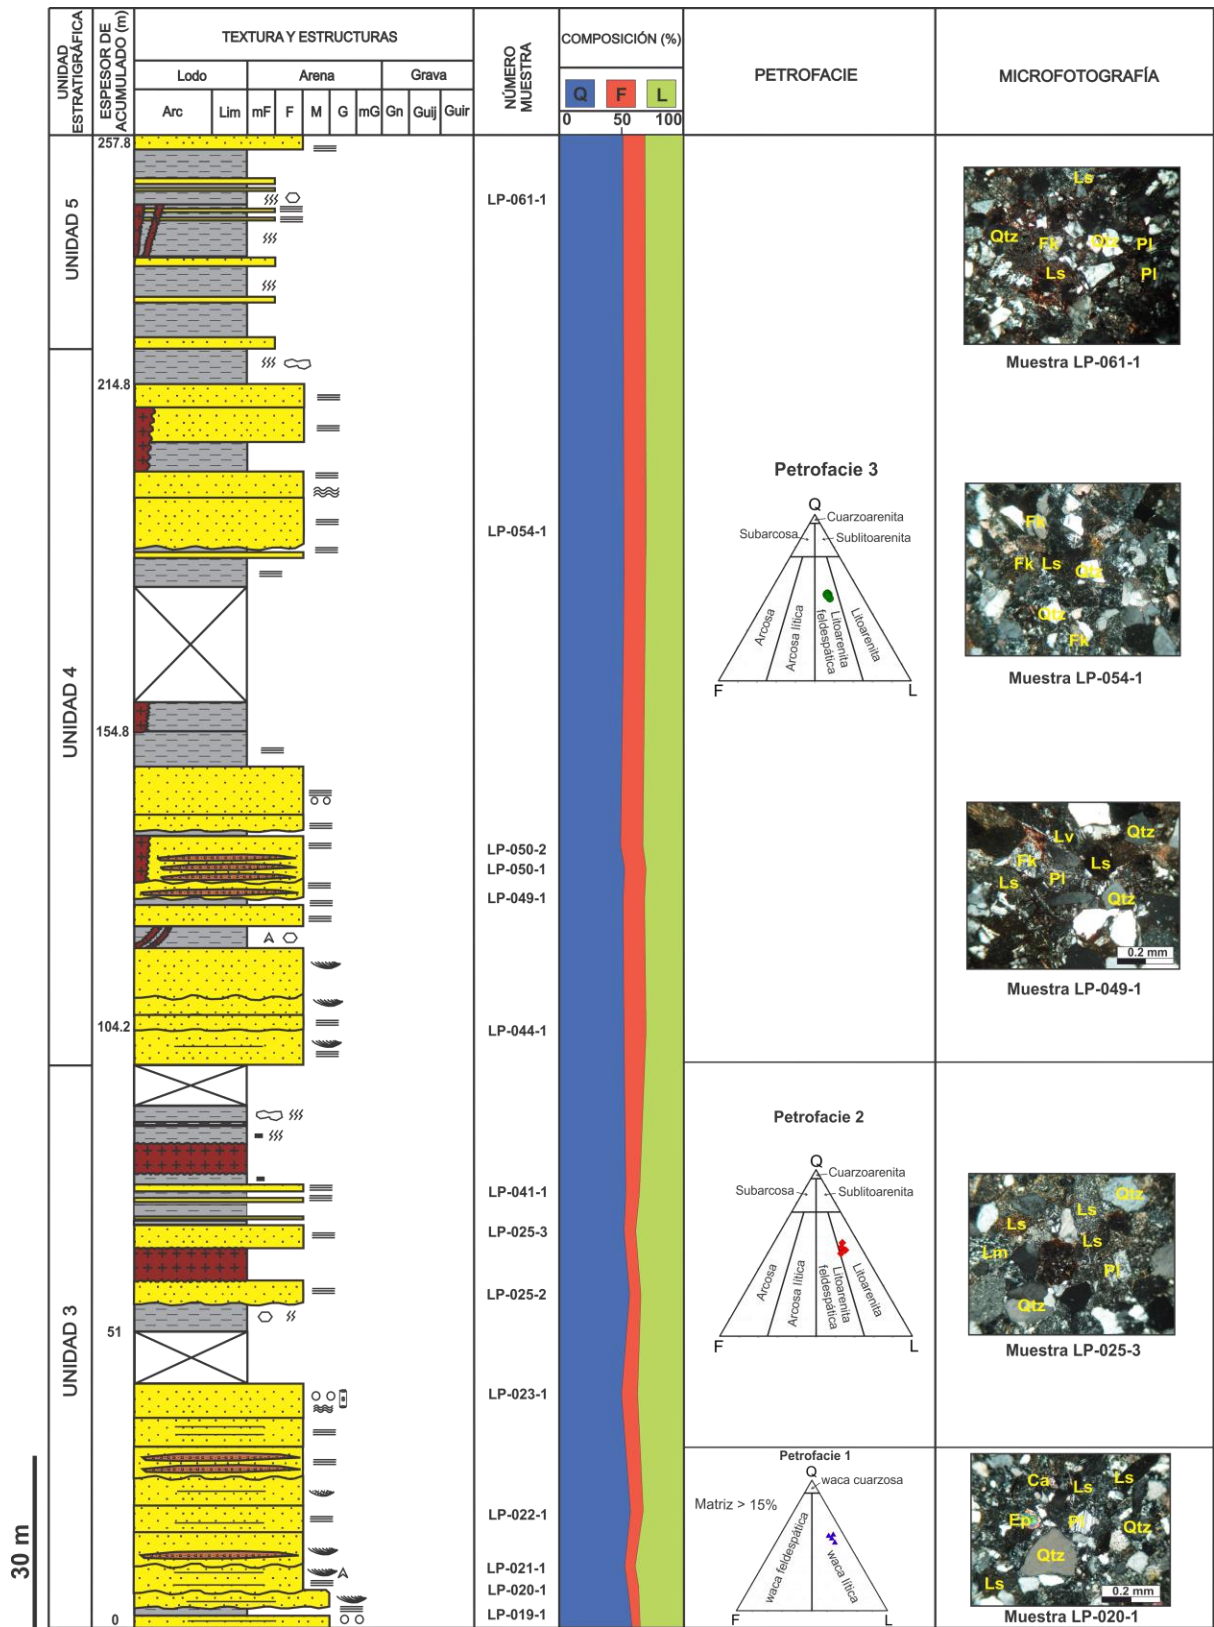 UNIDAD ESTRATIGRÁFICA
ESPESOR DE ACUMULADO (m)
TEXTURA Y ESTRUCTURAS
Lodo
Arena
Grava
Arc
Lim
mF
F
M
G
mG
Gn
Guij
Guir
NÚMERO
MUESTRA
COMPOSICIÓN (%)
Q
F
L
0
50
100
PETROFACIE
MICROFOTOGRAFÍA
UNIDAD 5
UNIDAD 4
UNIDAD 3
257.8
214.8
154.8
104.2
51
0
LP-061-1
LP-054-1
LP-050-2
LP-050-1
LP-049-1
LP-044-1
LP-041-1
LP-025-3
LP-025-2
LP-023-1
LP-022-1
LP-021-1
LP-020-1
LP-019-1
Petrofacie 3
Q
Cuarzoarenita
Subarcosa
Sublitoarenita
Arcosa
Arcosa lítica
Litoarenita
feldespática
Litoarenita
F
L
Petrofacie 2
Q
Cuarzoarenita
Subarcosa
Sublitoarenita
Arcosa
Arcosa lítica
Litoarenita
feldespática
Litoarenita
F
L
Petrofacie 1
Q
waca cuarzosa
Matriz > 15%
waca feldespática
waca lítica
F
L
Ls
Qtz
Fk
Qtz
Pl
Ls
Pl
Muestra LP-061-1
Fk
Fk
Ls
Qtz
Qtz
Fk
Muestra LP-054-1
Lv
Qtz
Fk
Ls
Ls
Pl
Qtz
0.2 mm
Muestra LP-049-1
Qtz
Ls
Ls
Ls
Lm
Pl
Qtz
Muestra LP-025-3
Ca
Ls
Ls
Ep
Pl
Qtz
Qtz
Ls
0.2 mm
Muestra LP-020-1
30 m